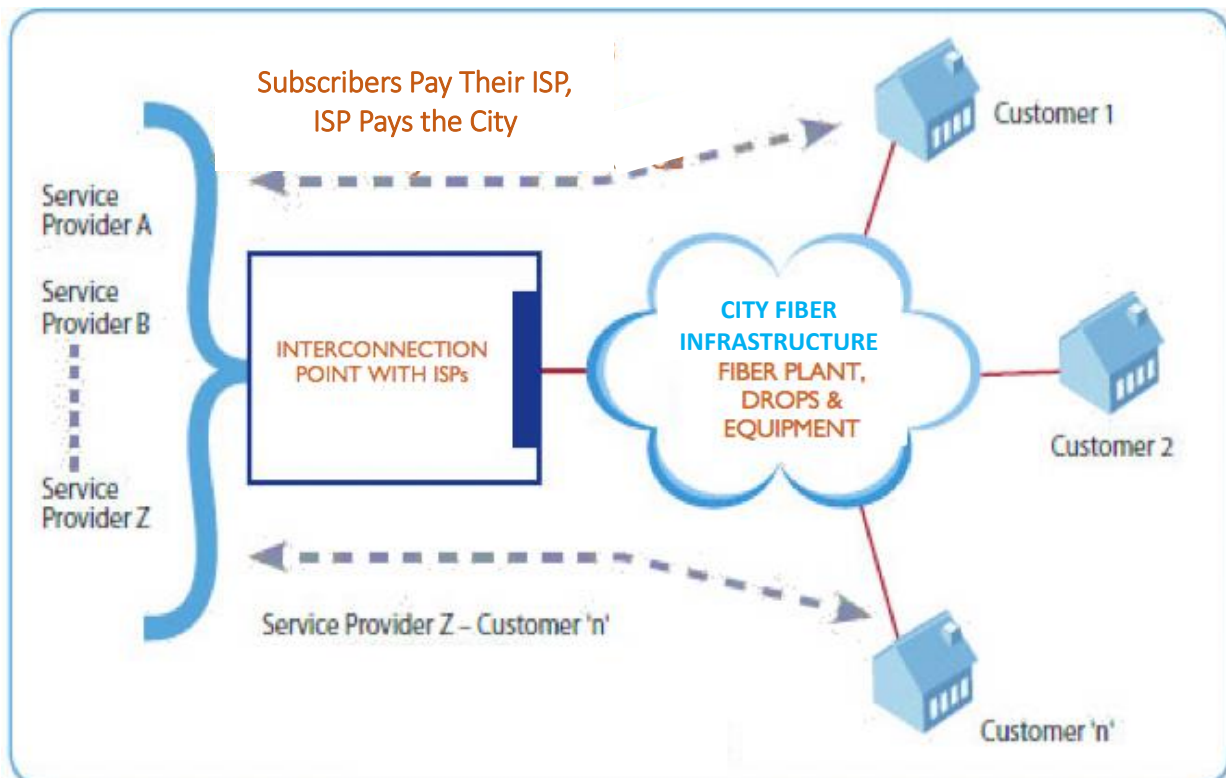 Subscribers Pay Their ISP,
ISP Pays the City
Customer 1
Service
Provider A
Service
Provider B
INTERCONNECTION
POINT WITH ISPs
CITY FIBER
INFRASTRUCTURE
FIBER PLANT,
DROPS &
EQUIPMENT
Customer 2
Service
Provider Z
Service Provider Z – Customer 'n'
Customer 'n'